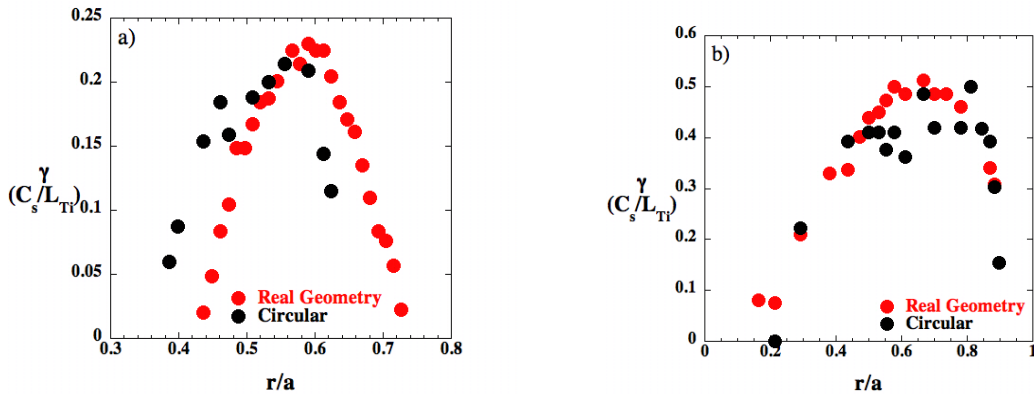 a)
0.25
0.2
0.15
0.1
0.05
0
γ
(C_s/L_Ti)
Real Geometry
Circular
0.3 0.4 0.5 0.6 0.7 0.8
r/a
b)
0.6
0.5
0.4
0.3
0.2
0.1
0
γ
(C_s/L_Ti)
Real Geometry
Circular
0 0.2 0.4 0.6 0.8 1
r/a